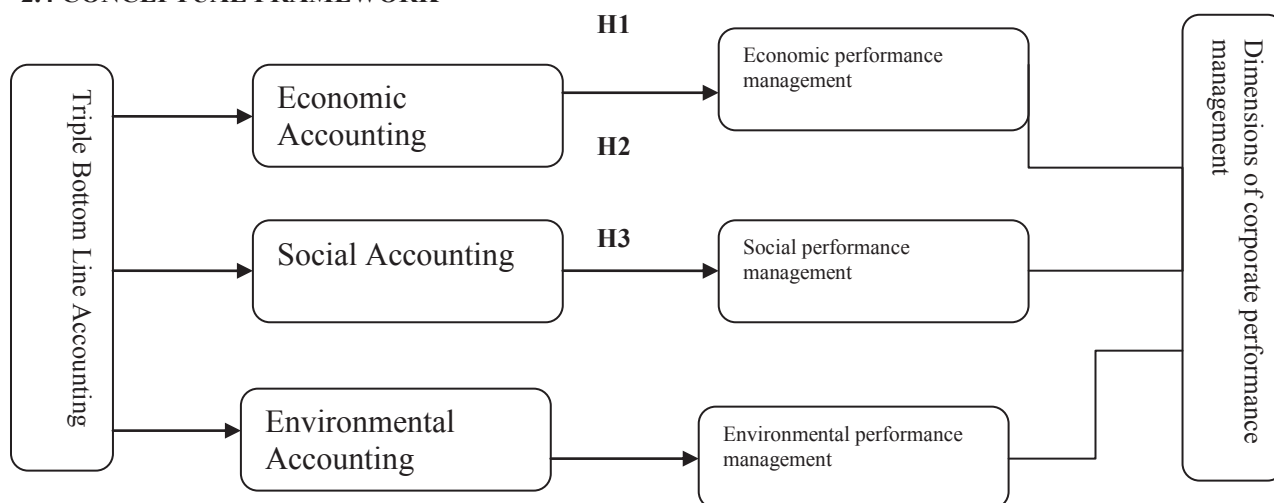 2.4 CONCEPTUAL FRAMEWORK
H1
Economic performance
management
Economic
Accounting
H2
Triple Bottom Line Accounting
Dimensions of corporate performance
management
H3
Social Accounting
Social performance
management
Environmental
Accounting
Environmental performance
management